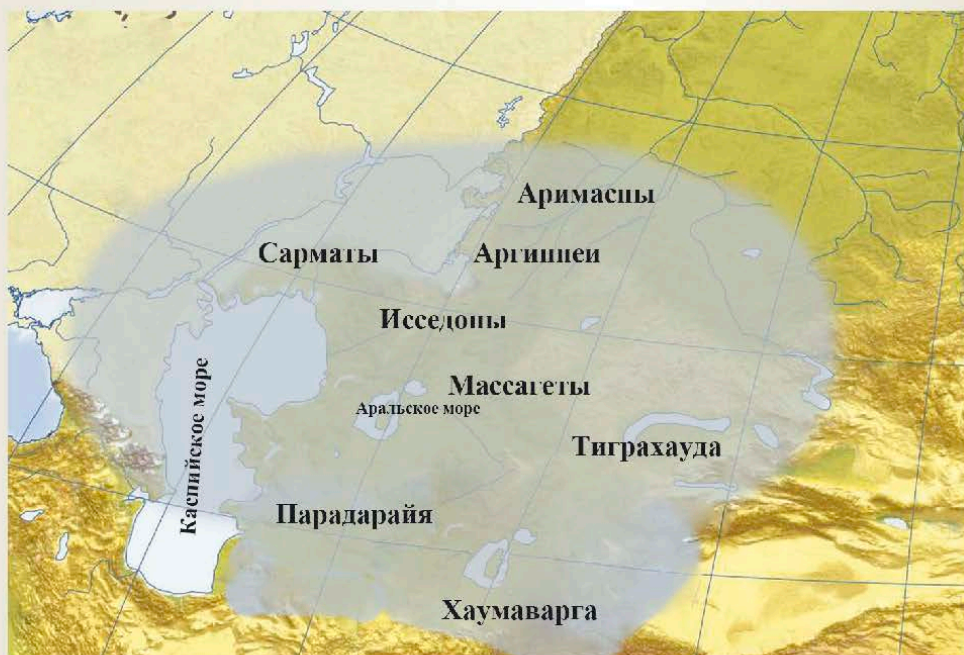 Аримаспы
Сарматы
Аргиппеи
Исседоны
Массагеты
Аральское море
Тиграхауда
Каспийское море
Парадарайя
Хаумаварга